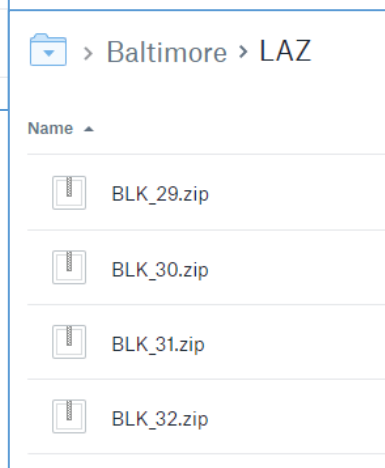 > Baltimore > LAZ
Name
BLK_29.zip
BLK_30.zip
BLK_31.zip
BLK_32.zip